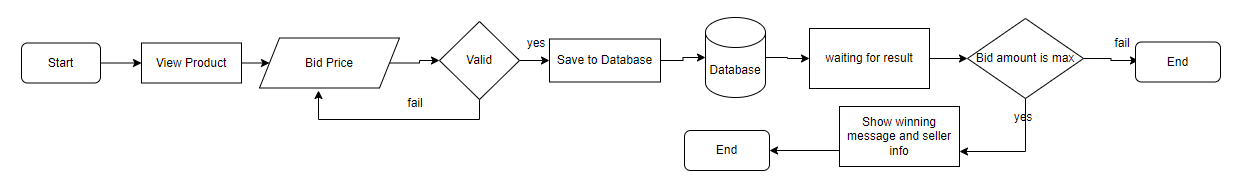 Start
View Product
Bid Price
Valid
yes
fail
Save to Database
Database
waiting for result
Bid amount is max
fail
End
yes
Show winning
message and seller
info
End